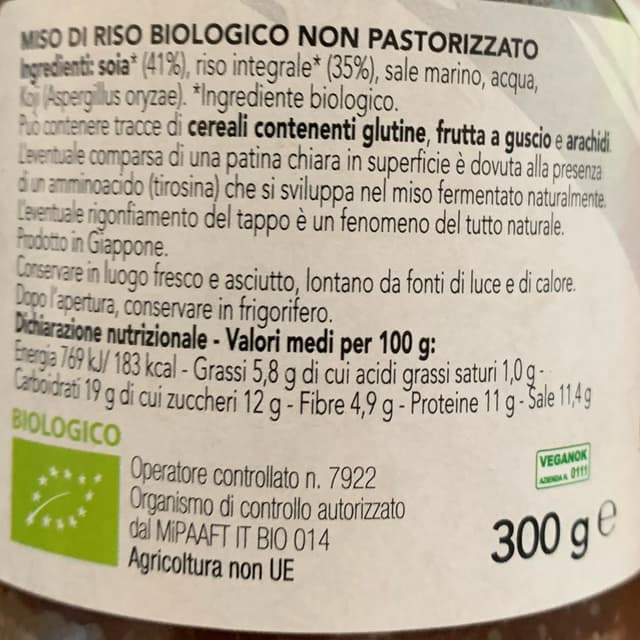 MISO DI RISO BIOLOGICO NON PASTORIZZATO
Ingredienti: soia* (41%), riso integrale* (35%), sale marino, acqua,
Koji (Aspergillus oryzae). *Ingrediente biologico.
Può contenere tracce di cereali contenenti glutine, frutta a guscio e arachidi.
L'eventuale comparsa di una patina chiara in superficie è dovuta alla presenza
di un amminoacido (tirosina) che si sviluppa nel miso fermentato naturalmente.
L'eventuale rigonfiamento del tappo è un fenomeno del tutto naturale.
Prodotto in Giappone.
Conservare in luogo fresco e asciutto, lontano da fonti di luce e di calore.
Dopo l'apertura, conservare in frigorifero.
Dichiarazione nutrizionale - Valori medi per 100 g:
Energia 769 kJ/ 183 kcal - Grassi 5,8 g di cui acidi grassi saturi 1,0 g -
Carboidrati 19 g di cui zuccheri 12 g - Fibre 4,9 g - Proteine 11 g - Sale 11,4 g
BIOLOGICO
Operatore controllato n. 7922
Organismo di controllo autorizzato
dal MiPAAFT IT BIO 014
Agricoltura non UE
VEGANOK
AZIENDA N. 0111
300 g e